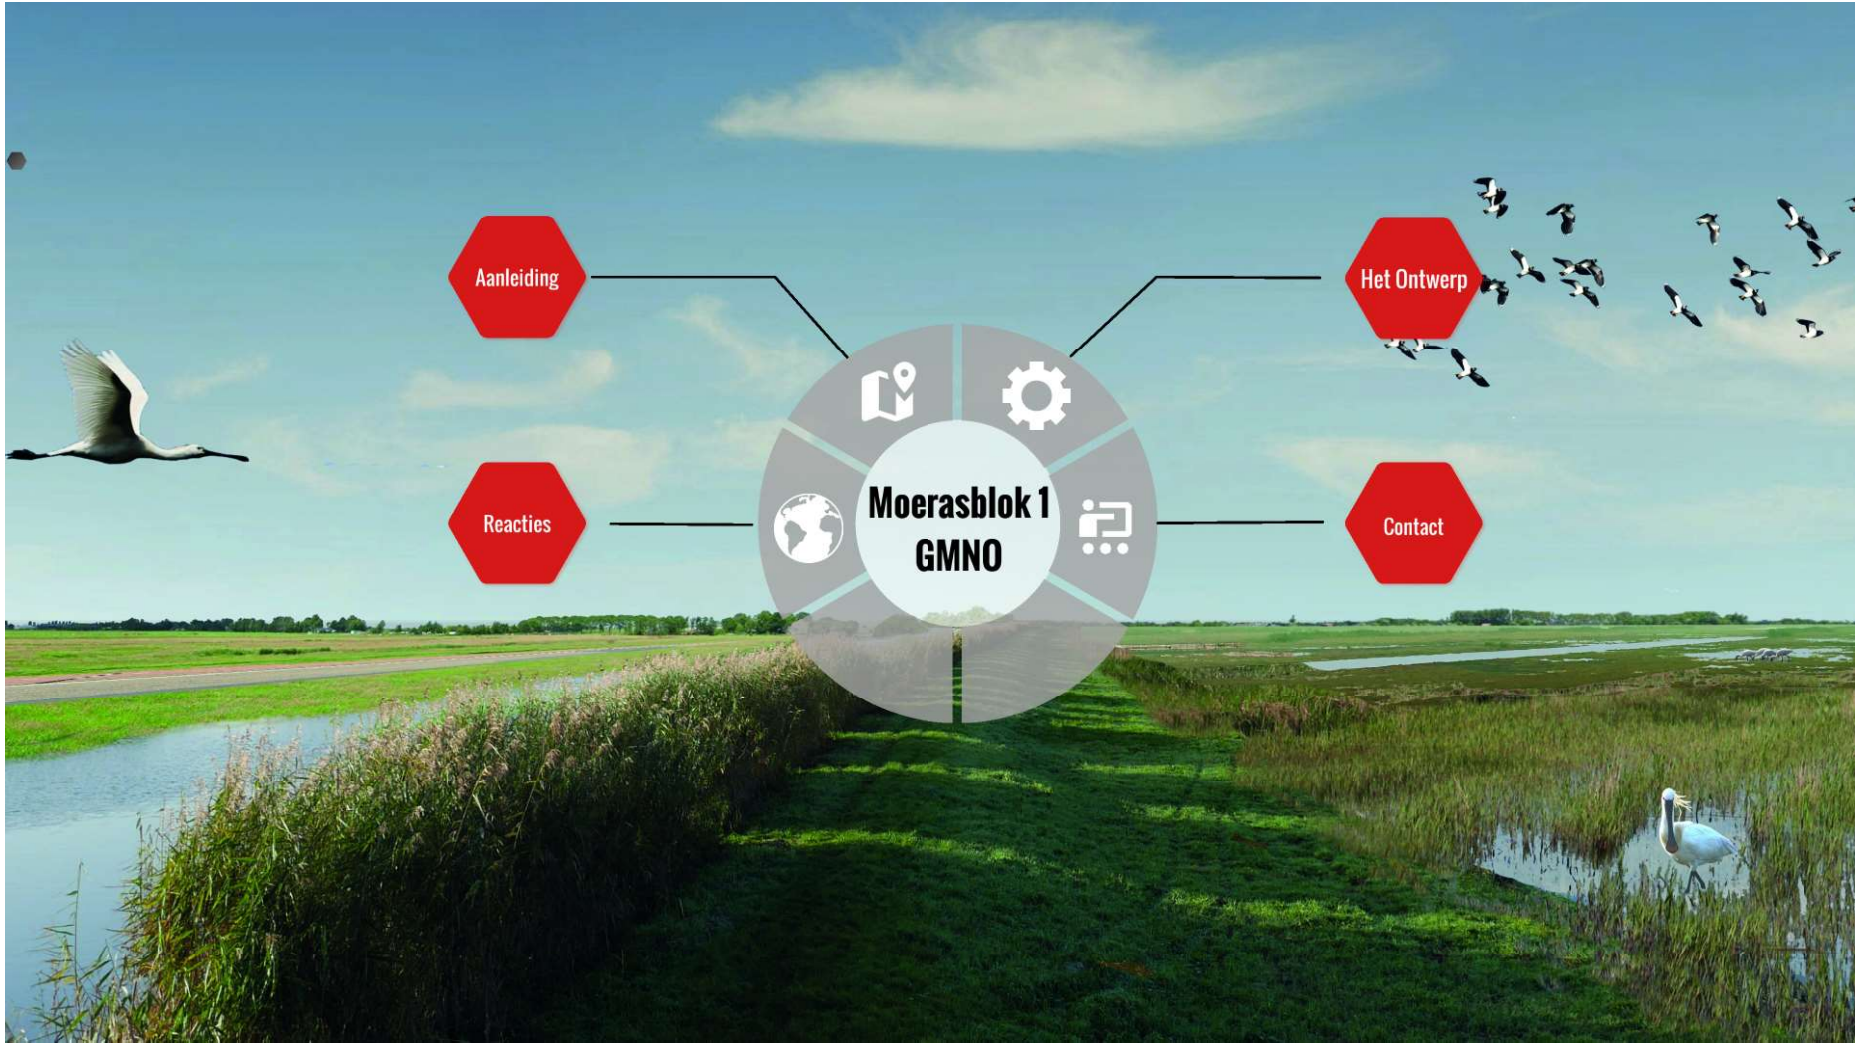 Aanleiding
Het Ontwerp
Moerasblok 1
GMNO
Reacties
Contact